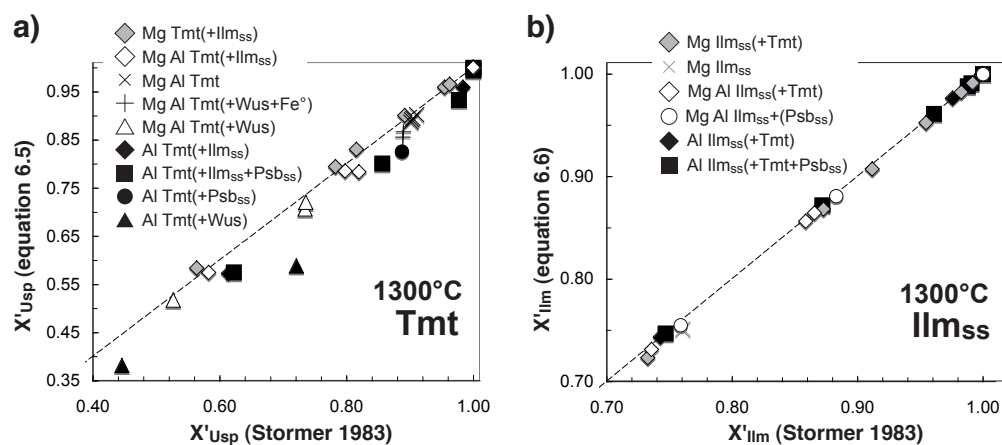 a)
Mg Tmt(+Ilmss)
Mg Al Tmt(+Ilmss)
Mg Al Tmt
Mg Al Tmt(+Wus+Fe°)
Mg Al Tmt(+Wus)
Al Tmt(+Ilmss)
Al Tmt(+Ilmss+Psbss)
Al Tmt(+Psbss)
Al Tmt(+Wus)
0.95
0.85
0.75
0.65
0.55
0.45
0.35
X'Usp (equation 6.5)
1300°C
Tmt
0.40
0.60
0.80
1.00
X'Usp (Stormer 1983)
b)
Mg Ilmss(+Tmt)
Mg Ilmss
Mg Al Ilmss(+Tmt)
Mg Al Ilmss+(Psbss)
Al Ilmss(+Tmt)
Al Ilmss(+Tmt+Psbss)
1.00
0.90
0.80
0.70
X'Ilm (equation 6.6)
1300°C
Ilmss
0.70
0.80
0.90
1.00
X'Ilm (Stormer 1983)